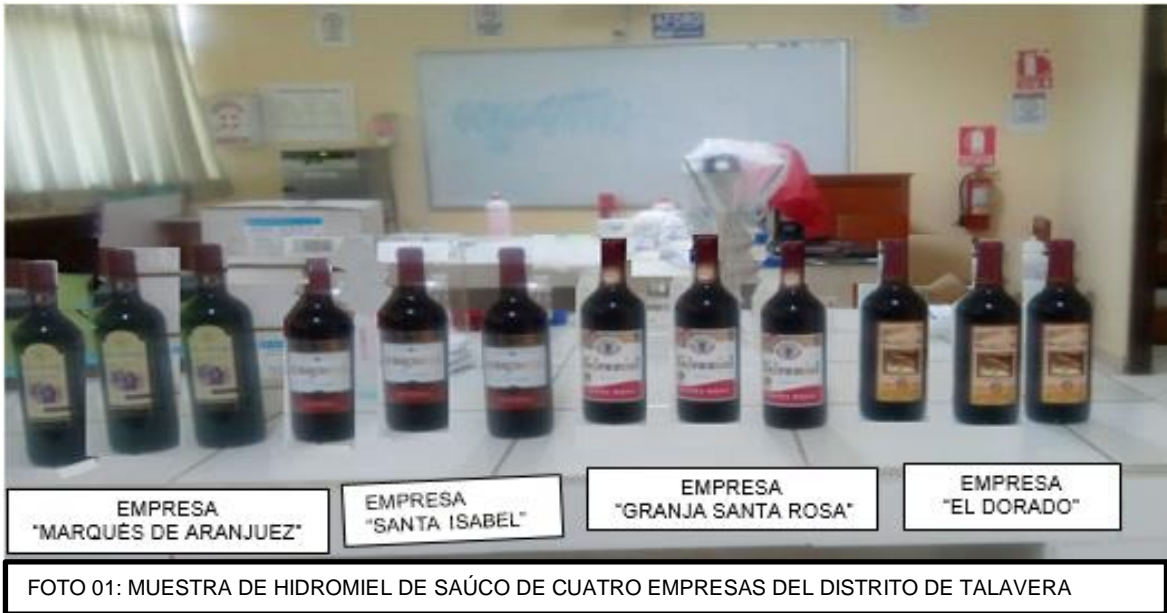 Hidromiel
EMPRESA
“MARQUÉS DE ARANJUEZ”
EMPRESA
“SANTA ISABEL”
EMPRESA
“GRANJA SANTA ROSA”
EMPRESA
“EL DORADO”
FOTO 01: MUESTRA DE HIDROMIEL DE SAÚCO DE CUATRO EMPRESAS DEL DISTRITO DE TALAVERA